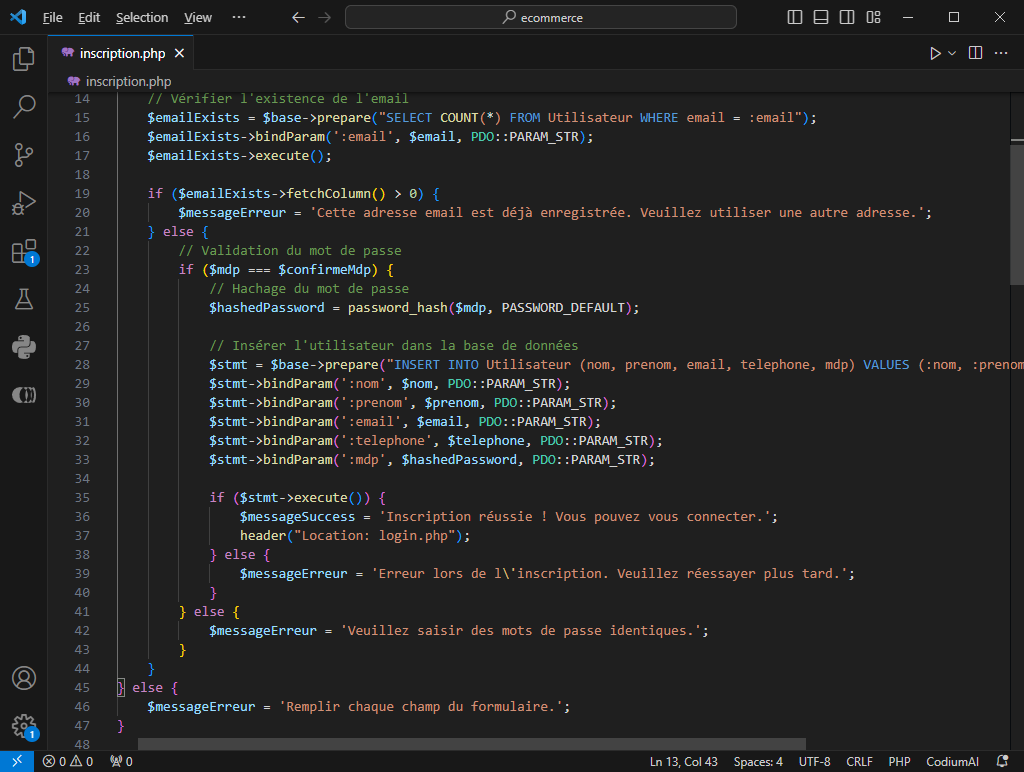 File Edit Selection View ··· ecommerce
inscription.php
inscription.php
14 // Vérifier l'existence de l'email
15 $emailExists = $base->prepare("SELECT COUNT(*) FROM Utilisateur WHERE email = :email");
16 $emailExists->bindParam(':email', $email, PDO::PARAM_STR);
17 $emailExists->execute();
18
19 if ($emailExists->fetchColumn() > 0) {
20 $messageErreur = 'Cette adresse email est déjà enregistrée. Veuillez utiliser une autre adresse.';
21 } else {
22 // Validation du mot de passe
23 if ($mdp === $confirmeMdp) {
24 // Hachage du mot de passe
25 $hashedPassword = password_hash($mdp, PASSWORD_DEFAULT);
26
27 // Insérer l'utilisateur dans la base de données
28 $stmt = $base->prepare("INSERT INTO Utilisateur (nom, prenom, email, telephone, mdp) VALUES (:nom, :prenom
29 $stmt->bindParam(':nom', $nom, PDO::PARAM_STR);
30 $stmt->bindParam(':prenom', $prenom, PDO::PARAM_STR);
31 $stmt->bindParam(':email', $email, PDO::PARAM_STR);
32 $stmt->bindParam(':telephone', $telephone, PDO::PARAM_STR);
33 $stmt->bindParam(':mdp', $hashedPassword, PDO::PARAM_STR);
34
35 if ($stmt->execute()) {
36 $messageSuccess = 'Inscription réussie ! Vous pouvez vous connecter.';
37 header("Location: login.php");
38 } else {
39 $messageErreur = 'Erreur lors de l\'inscription. Veuillez réessayer plus tard.';
40 }
41 } else {
42 $messageErreur = 'Veuillez saisir des mots de passe identiques.';
43 }
44 }
45 } else {
46 $messageErreur = 'Remplir chaque champ du formulaire.';
47 }
48
1
1
0 0 0 Ln 13, Col 43 Spaces: 4 UTF-8 CRLF PHP CodiumAI